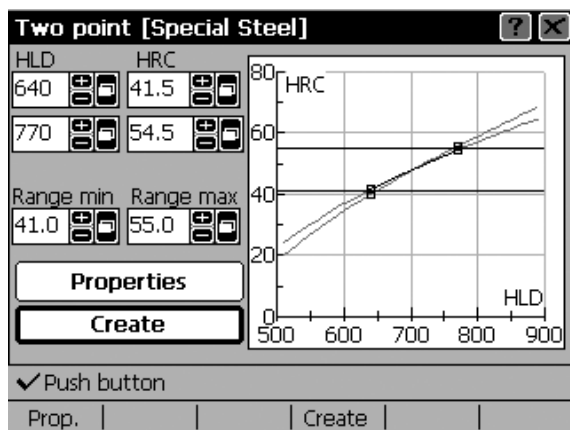 Two point [Special Steel] ? X
HLD HRC
640 41.5
770 54.5
Range min Range max
41.0 55.0
Properties
Create
80
HRC
60
40
20
0
HLD
500 600 700 800 900
Push button
Prop. Create